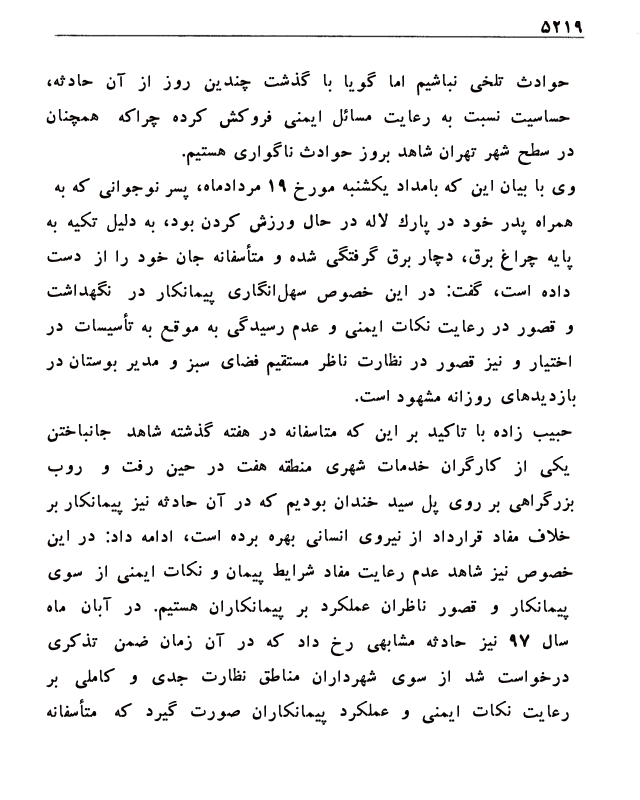 ۵۲۱۹
حوادث تلخی نباشیم اما گویا با گذشت چندین روز از آن حادثه،
حساسیت نسبت به رعایت مسائل ایمنی فروکش کرده چراکه همچنان
در سطح شهر تهران شاهد بروز حوادث ناگواری هستیم.
وی با بیان این که بامداد یکشنبه مورخ ۱۹ مردادماه، پسر نوجوانی که به
همراه پدر خود در پارك لاله در حال ورزش کردن بود، به دلیل تکیه به
پایه چراغ برق، دچار برق گرفتگی شده و متأسفانه جان خود را از دست
داده است، گفت: در این خصوص سهل‌انگاری پیمانکار در نگهداشت
و قصور در رعایت نکات ایمنی و عدم رسیدگی به موقع به تأسیسات در
اختیار و نیز قصور در نظارت ناظر مستقیم فضای سبز و مدیر بوستان در
بازدیدهای روزانه مشهود است.
حبیب زاده با تاکید بر این که متاسفانه در هفته گذشته شاهد جانباختن
یکی از کارگران خدمات شهری منطقه هفت در حین رفت و روب
بزرگراهی بر روی پل سید خندان بودیم که در آن حادثه نیز پیمانکار بر
خلاف مفاد قرارداد از نیروی انسانی بهره برده است، ادامه داد: در این
خصوص نیز شاهد عدم رعایت مفاد شرایط پیمان و نکات ایمنی از سوی
پیمانکار و قصور ناظران عملکرد بر پیمانکاران هستیم. در آبان ماه
سال ۹۷ نیز حادثه مشابهی رخ داد که در آن زمان ضمن تذکری
درخواست شد از سوی شهرداران مناطق نظارت جدی و کاملی بر
رعایت نکات ایمنی و عملکرد پیمانکاران صورت گیرد که متأسفانه